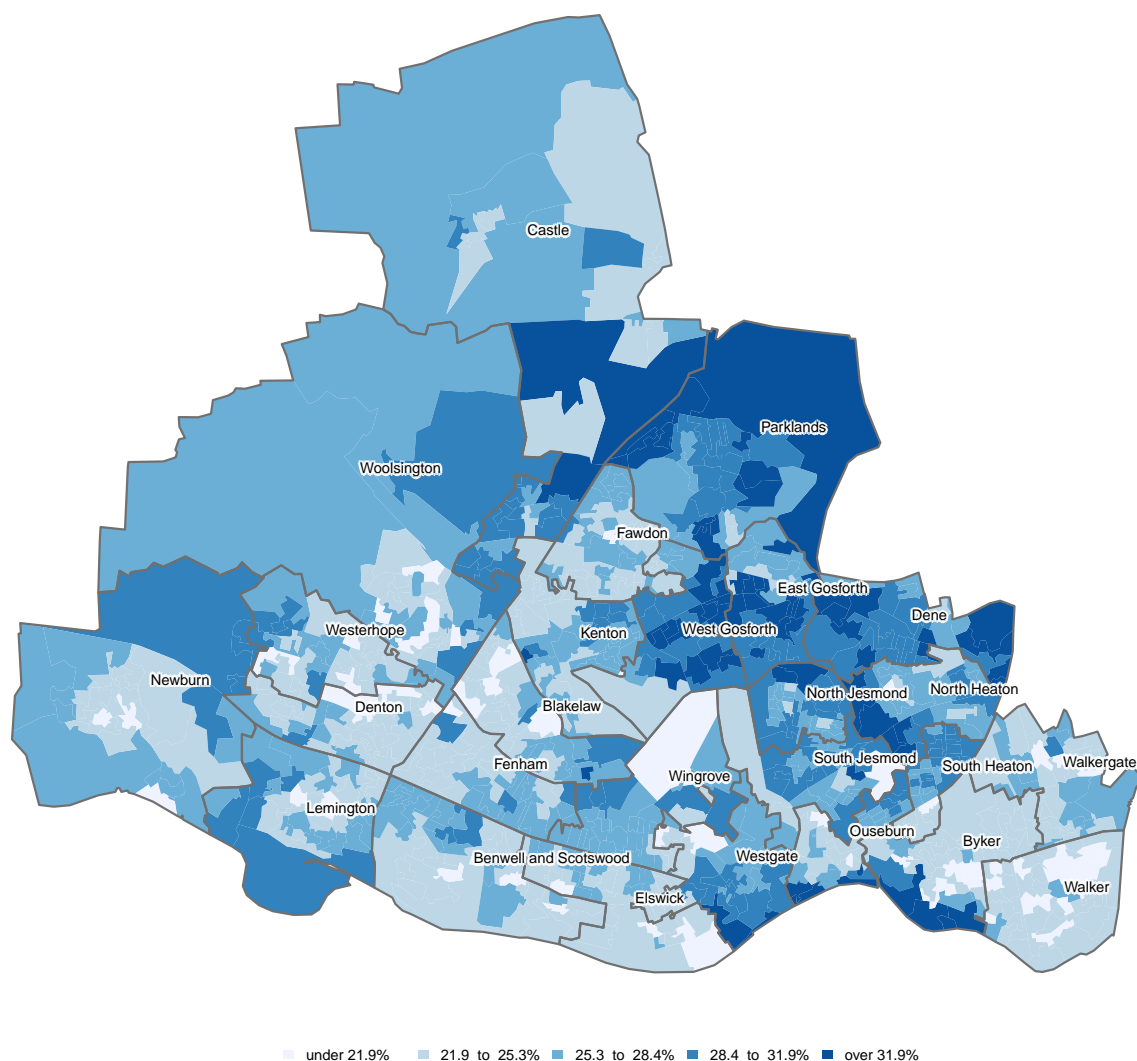 Castle
Parklands
Woolsington
Fawdon
East Gosforth
Dene
Westerhope
Kenton
West Gosforth
Newburn
North Jesmond
North Heaton
Denton
Blakelaw
South Jesmond
Walkergate
Fenham
South Heaton
Wingrove
Lemington
Ouseburn
Byker
Benwell and Scotswood
Westgate
Walker
Elswick
under 21.9% 21.9 to 25.3% 25.3 to 28.4% 28.4 to 31.9% over 31.9%